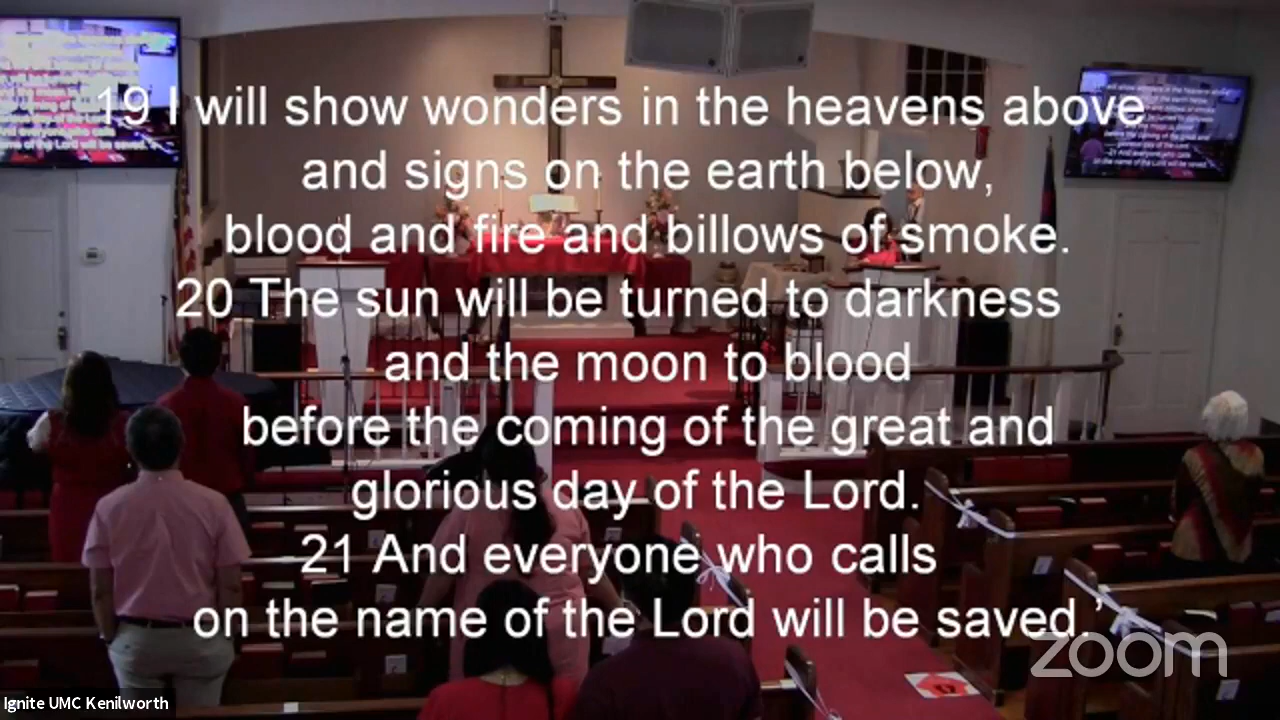 19 I will show wonders in the heavens above
and signs on the earth below,
blood and fire and billows of smoke.
20 The sun will be turned to darkness
and the moon to blood
before the coming of the great and
glorious day of the Lord.
21 And everyone who calls
on the name of the Lord will be saved.’
zoom
Ignite UMC Kenilworth